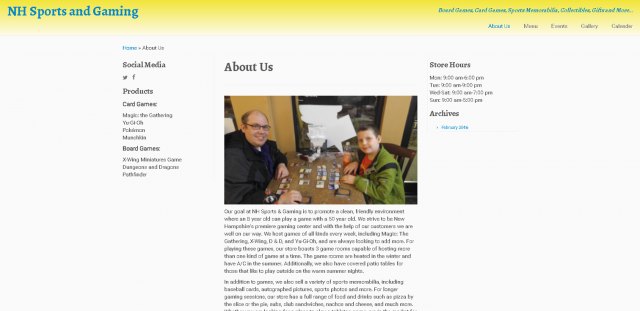 NH Sports and Gaming
Board Games, Card Games, Sports Memorabilia, Collectibles, Gifts and More...
About Us
Menu
Events
Gallery
Calendar
Home » About Us
Social Media
Products
Card Games:
Magic: the Gathering
Yu-Gi-Oh
Pokémon
Munchkin
Board Games:
X-Wing Miniatures Game
Dungeons and Dragons
Pathfinder
About Us
Our goal at NH Sports & Gaming is to promote a clean, friendly environment
where an 8 year old can play a game with a 50 year old. We strive to be New
Hampshire's premiere gaming center and with the help of our customers we are
well on our way. We host games of all kinds every week, including Magic: The
Gathering, X-Wing, D & D, and Yu-Gi-Oh, and are always looking to add more. For
playing these games, our store boasts 3 game rooms capable of hosting more
than one kind of game at a time. The game rooms are heated in the winter and
have A/C in the summer. Additionally, we also have covered patio tables for
those that like to play outside on the warm summer nights.
In addition to games, we also sell a variety of sports memorabilia, including
baseball cards, autographed pictures, sports photos and more. For longer
gaming sessions, our store has a full range of food and drinks such as pizza by
the slice or the pie, subs, club sandwiches, nachos and cheese, and much more.
Store Hours
Mon: 9:00 am-6:00 pm
Tue: 9:00 am-9:00 pm
Wed-Sat: 9:00 am-7:00 pm
Sun: 9:00 am-5:00 pm
Archives
February 2016